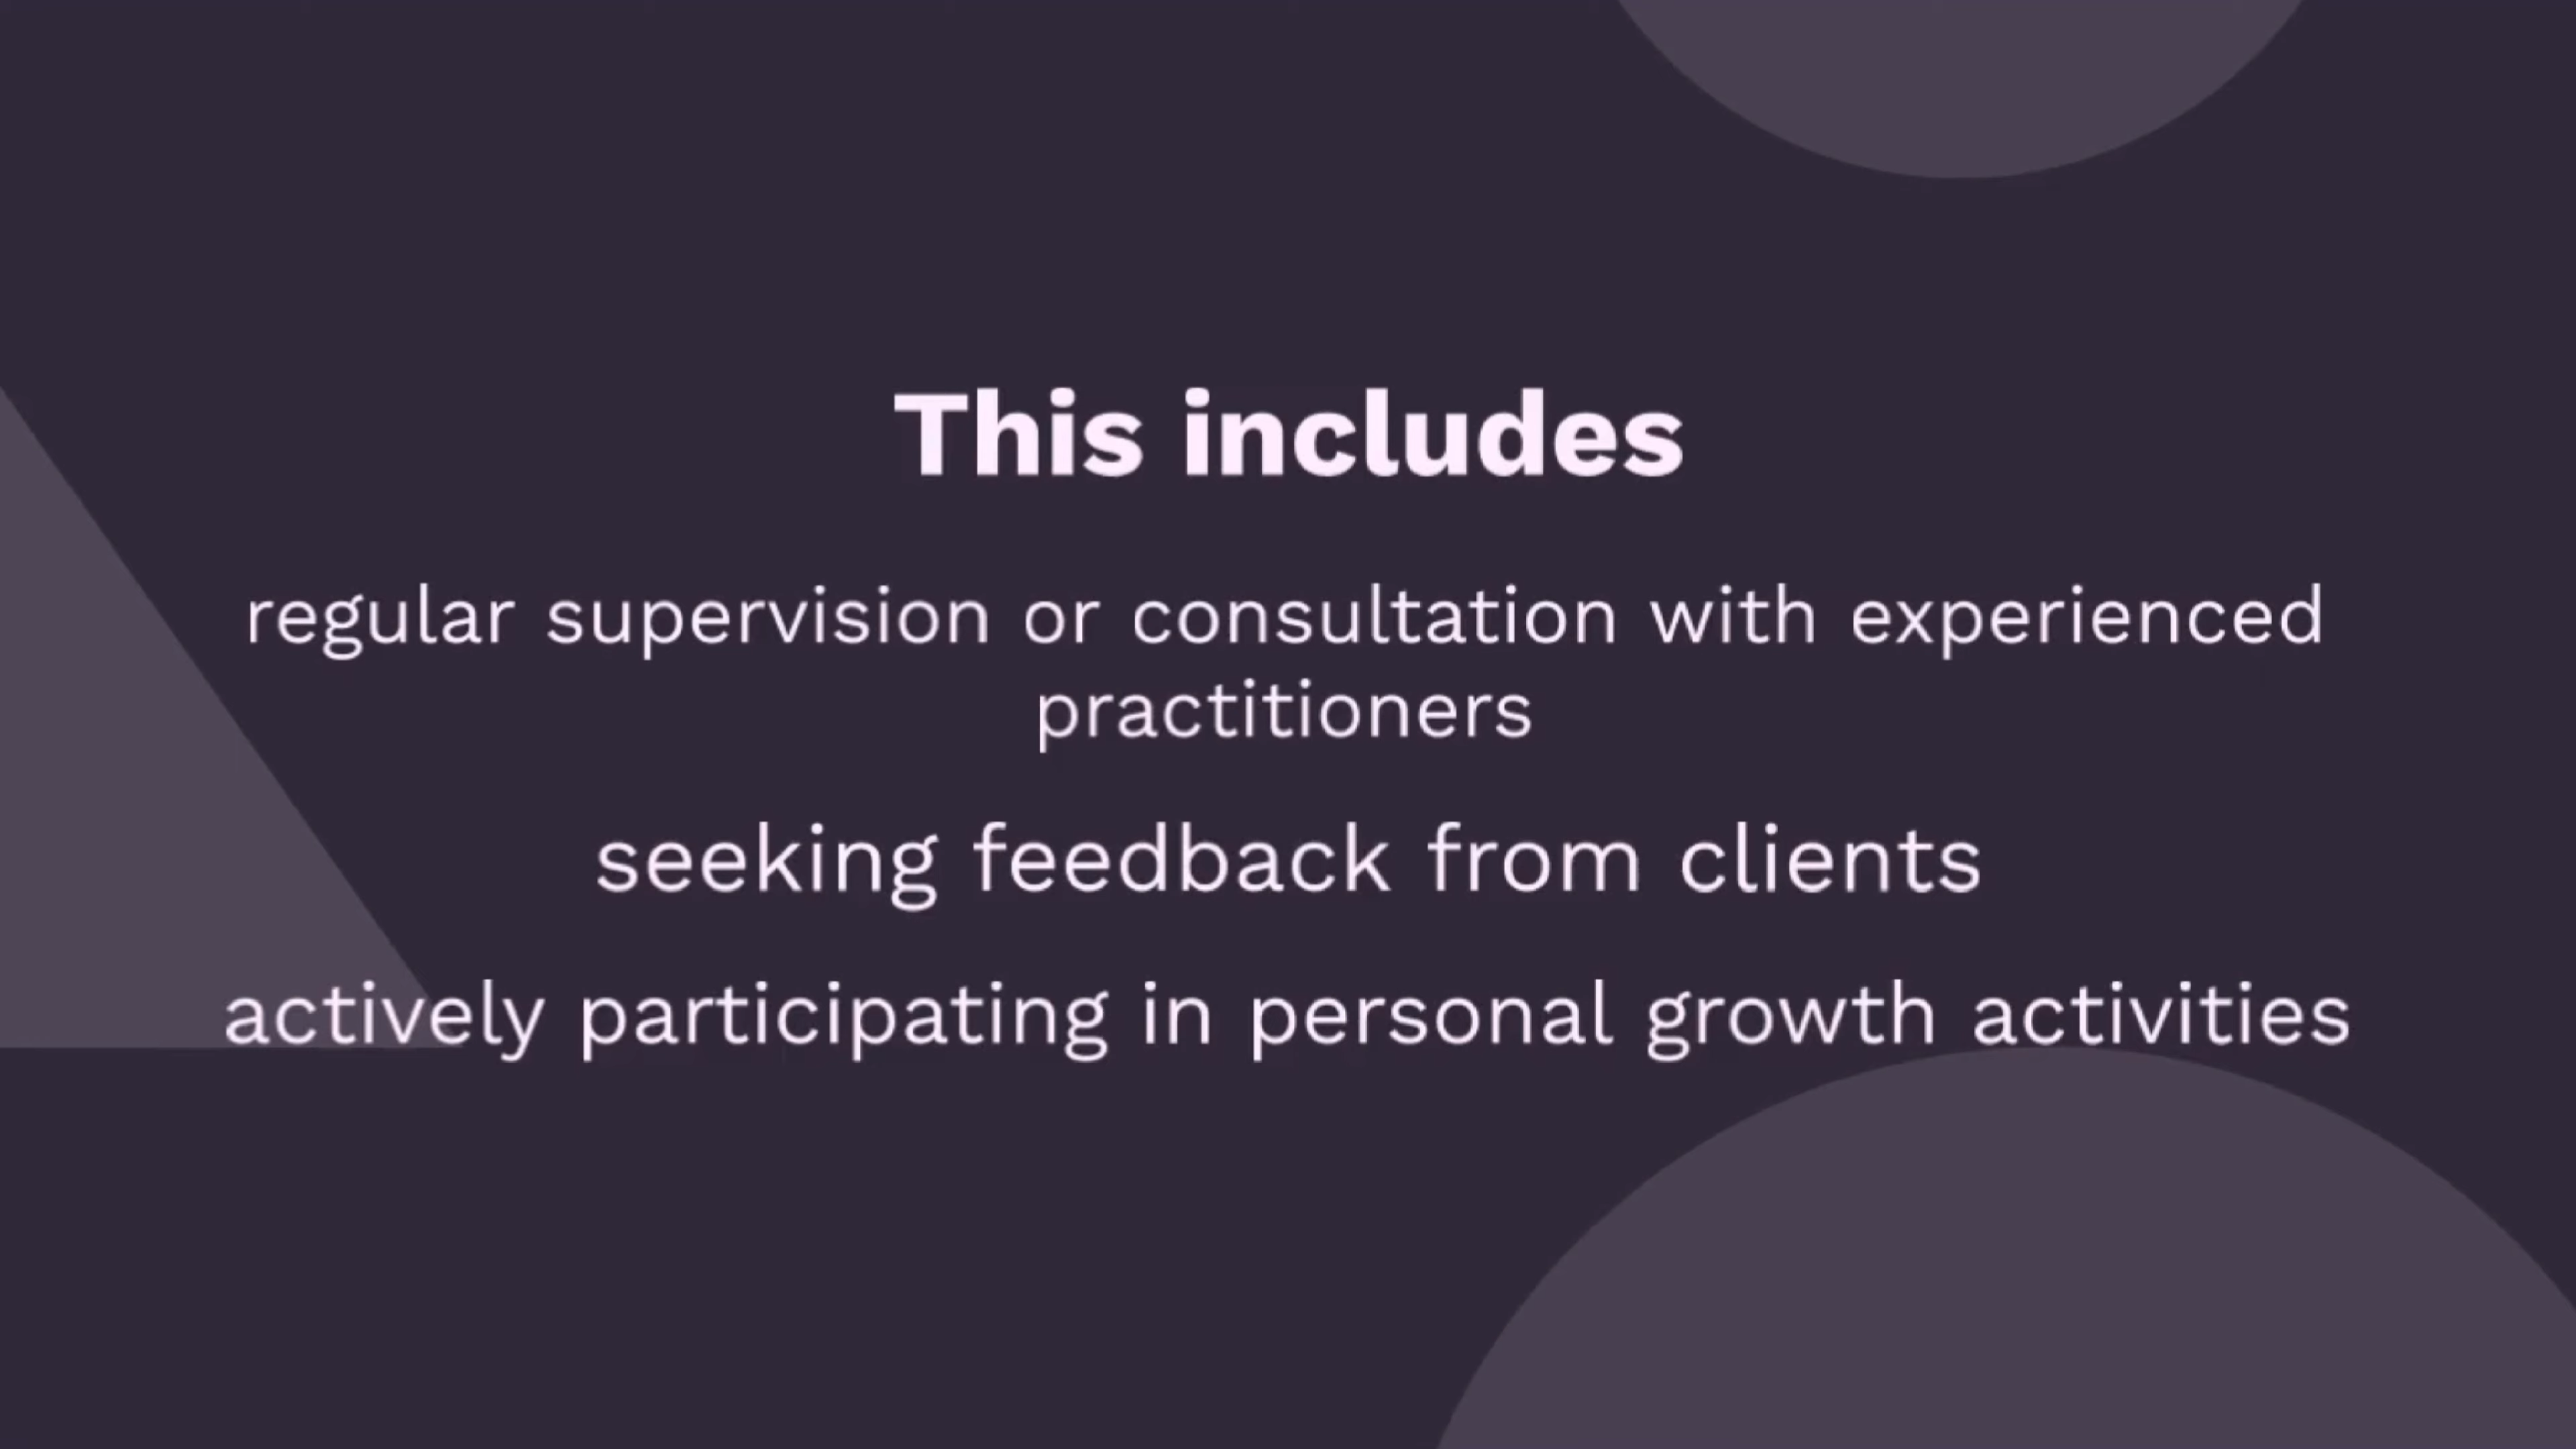 This includes
regular supervision or consultation with experienced
practitioners
seeking feedback from clients
actively participating in personal growth activities